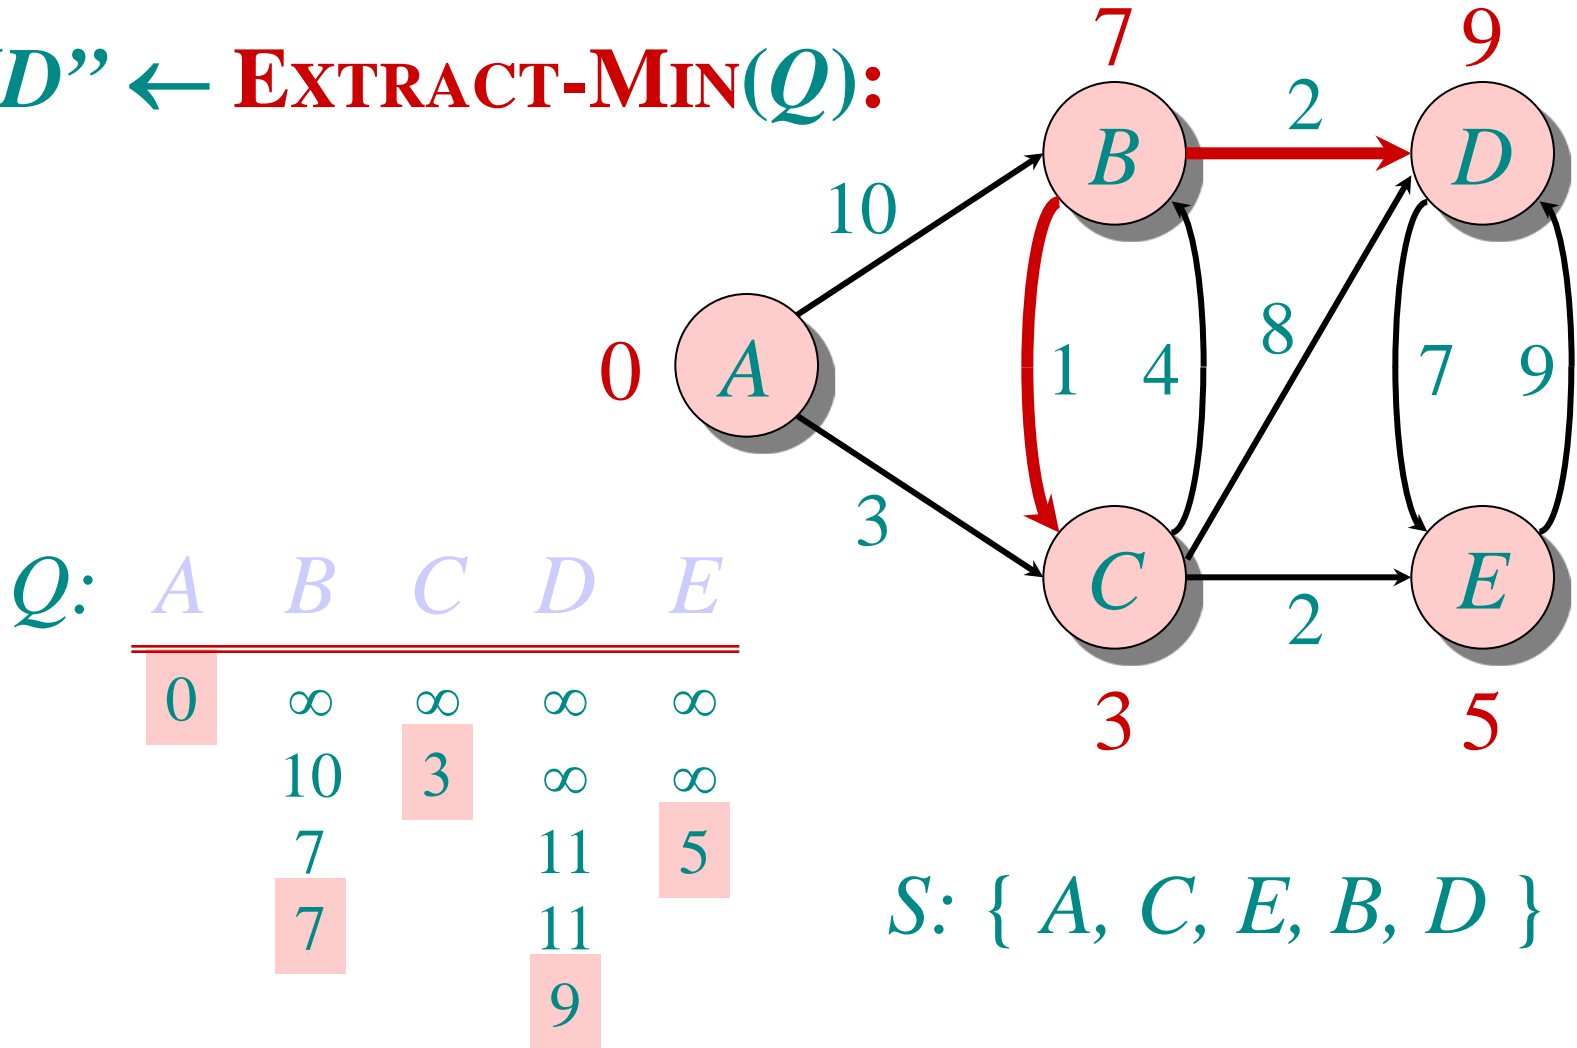 D” ← EXTRACT-MIN(Q):
7 9
B 2 D
10
0 A 1 4 8 7 9
3
C 2 E
3 5
Q: A B C D E
0 ∞ ∞ ∞ ∞
10 3 ∞ ∞
7 11 5
7 11
9
S: { A, C, E, B, D }